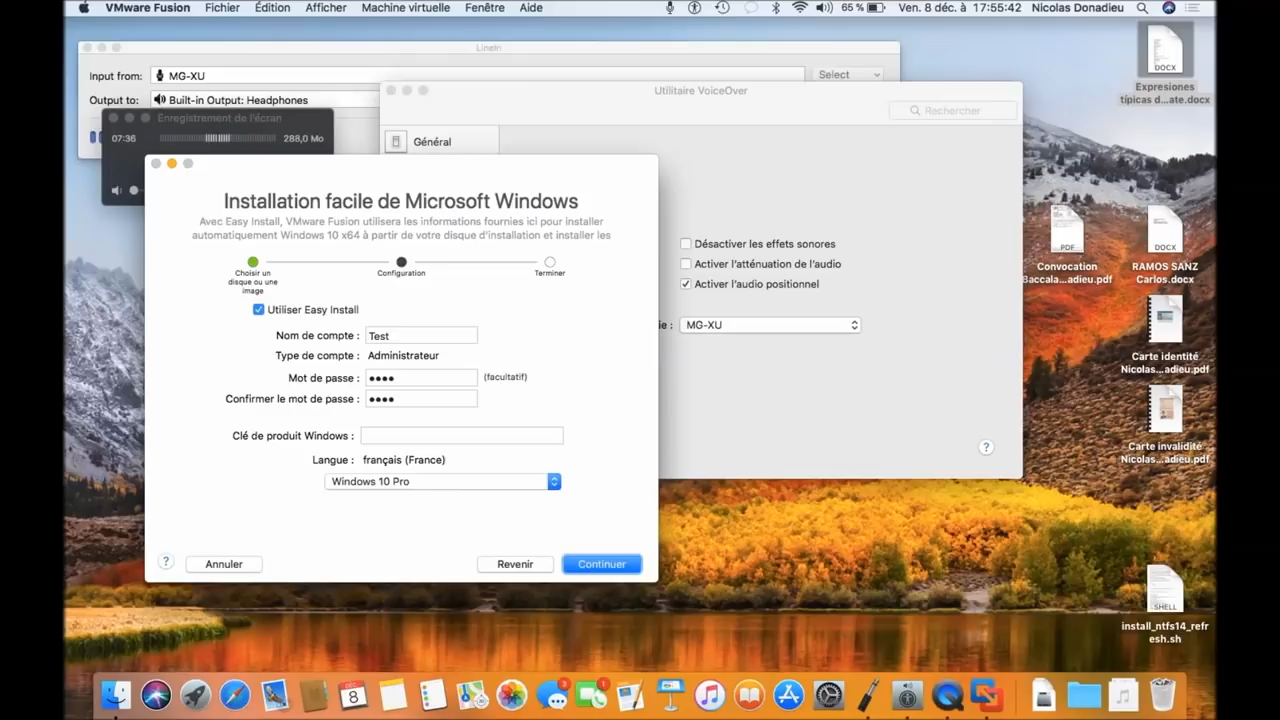 VMware Fusion Fichier Édition Afficher Machine virtuelle Fenêtre Aide 65 % Ven. 8 déc. à 17:55:42 Nicolas Donadieu
LineIn
Input from: MG-XU Select
Output to: Built-in Output: Headphones
Enregistrement de l'écran
07:36 288,0 Mo
Utilitaire VoiceOver
Rechercher
Général
Désactiver les effets sonores
Activer l'atténuation de l'audio
Activer l'audio positionnel
ie : MG-XU
?
Installation facile de Microsoft Windows
Avec Easy Install, VMware Fusion utilisera les informations fournies ici pour installer
automatiquement Windows 10 x64 à partir de votre disque d'installation et installer les
Choisir un
disque ou une
image
Configuration
Terminer
Utiliser Easy Install
Nom de compte : Test
Type de compte : Administrateur
Mot de passe : •••• (facultatif)
Confirmer le mot de passe : ••••
Clé de produit Windows :
Langue : français (France)
Windows 10 Pro
? Annuler Revenir Continuer
DOCX
Expresiones
típicas d...ate.docx
PDF
Convocation
Baccala...adieu.pdf
DOCX
RAMOS SANZ
Carlos.docx
Carte identité
Nicolas...adieu.pdf
Carte invalidité
Nicolas...adieu.pdf
SHELL
install_ntfs14_refr
esh.sh
DÉC.
8
3
1